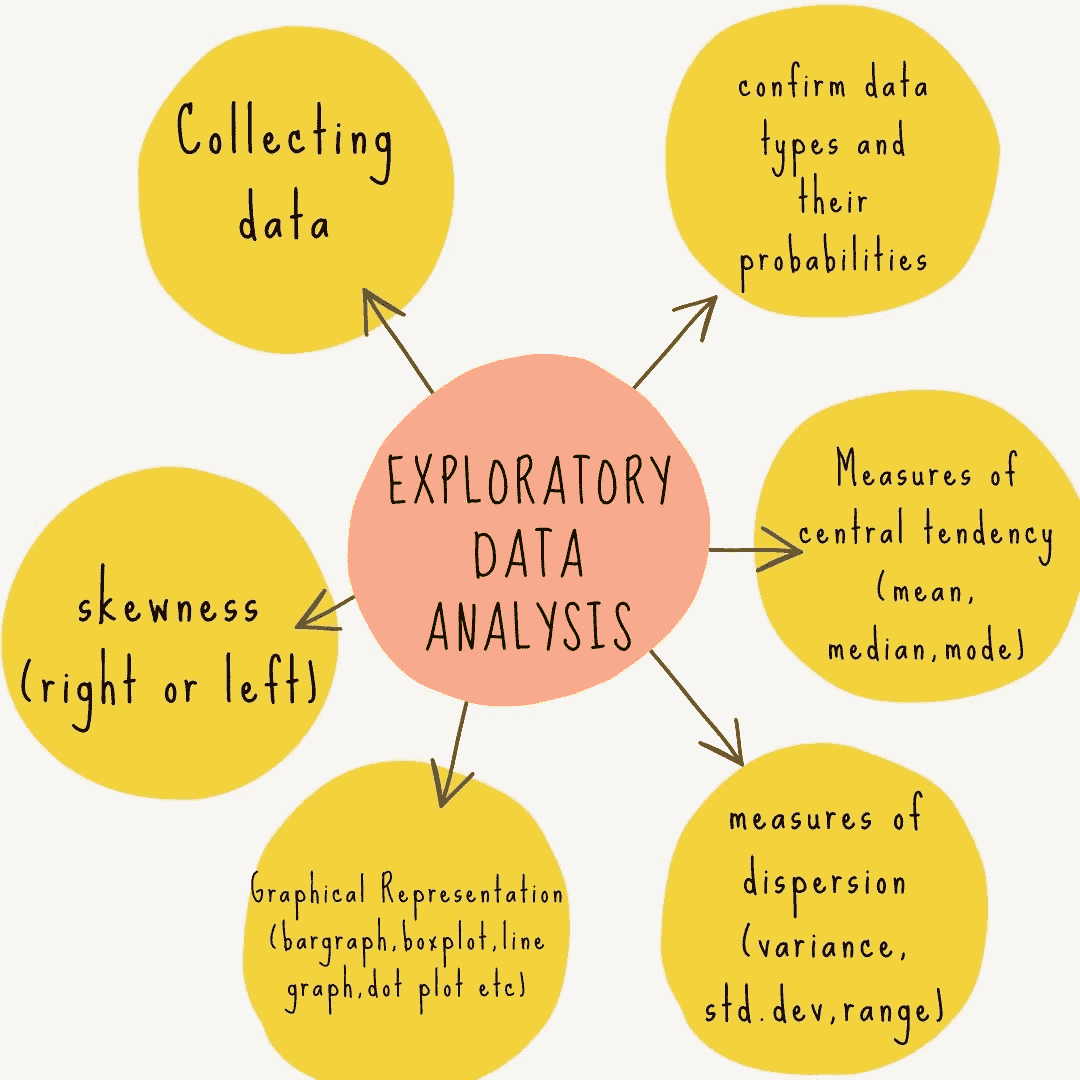 Collecting
data
confirm data
types and
their
probabilities
EXPLORATORY
DATA
ANALYSIS
Measures of
central tendency
(mean,
median,mode)
skewness
(right or left)
Graphical Representation
(bargraph,boxplot,line
graph,dot plot etc)
measures of
dispersion
(variance,
std.dev,range)